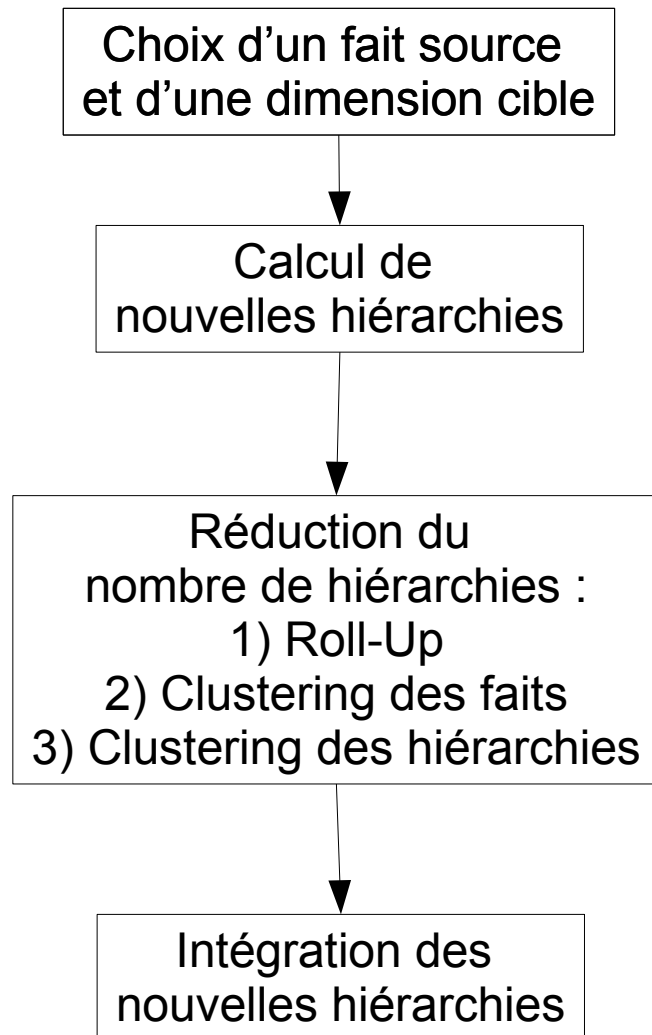 Choix d’un fait source
et d’une dimension cible
Calcul de
nouvelles hiérarchies
Réduction du
nombre de hiérarchies :
1) Roll-Up
2) Clustering des faits
3) Clustering des hiérarchies
Intégration des
nouvelles hiérarchies